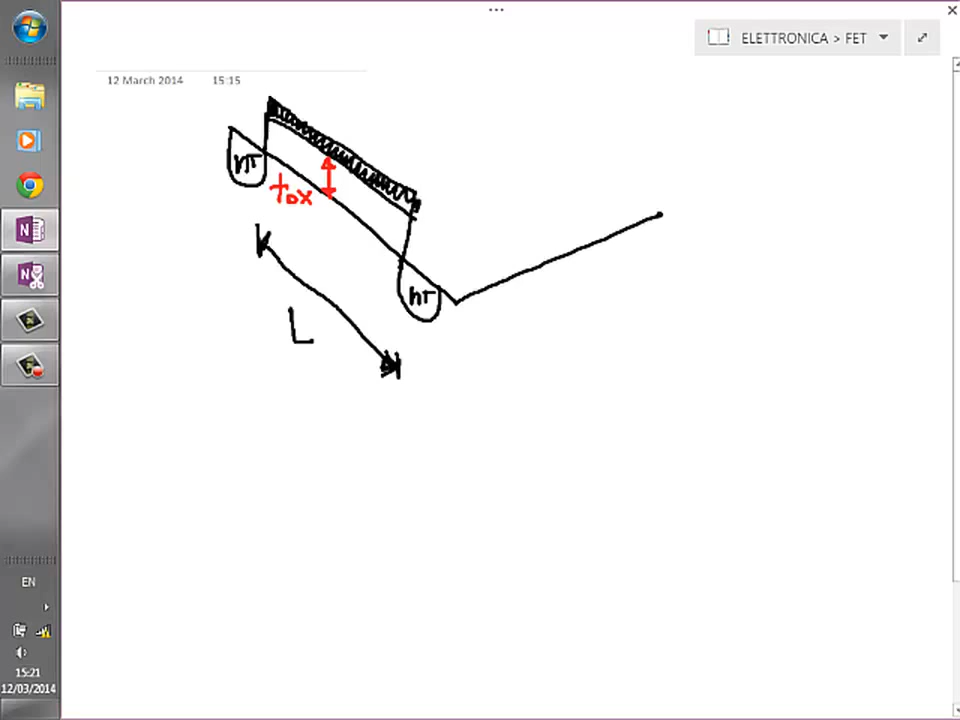 ELETTRONICA > FET
12 March 2014 15:15
n+
tox
n+
L
EN
15:21
12/03/2014